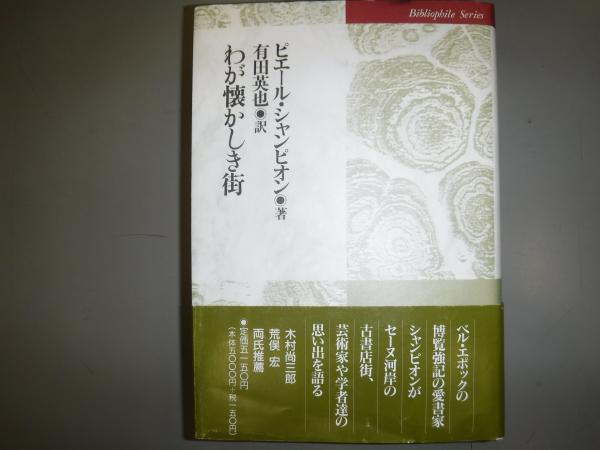 Bibliophile Series
ピエール・シャンピオン●著
有田英也●訳
わが懐かしき街
ベル・エポックの
博覧強記の愛書家
シャンピオンが
セーヌ河岸の
古書店街、
芸術家や学者達の
思い出を語る
木村尚三郎
荒俣 宏
両氏推薦
●定価五一五〇円
(本体五〇〇〇円+税一五〇円)